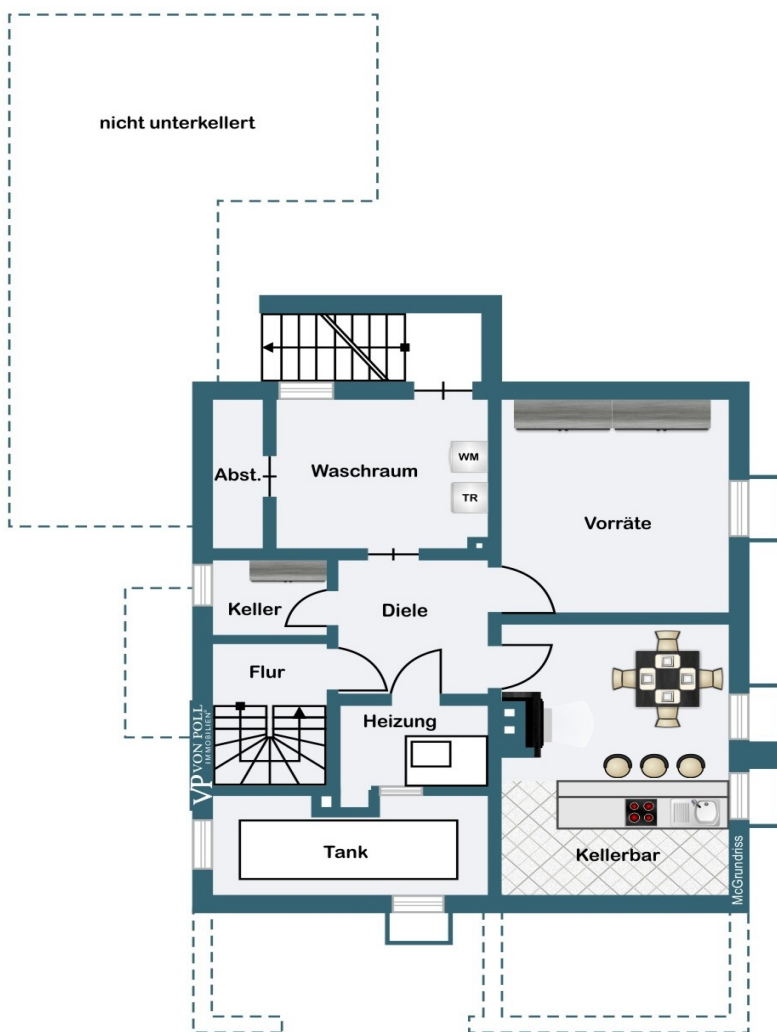 nicht unterkellert
WM
Abst.
Waschraum
TR
Vorräte
Keller
Diele
Flur
Heizung
VP VON POLL
IMMOBILIEN
Tank
Kellerbar
McGrundriss